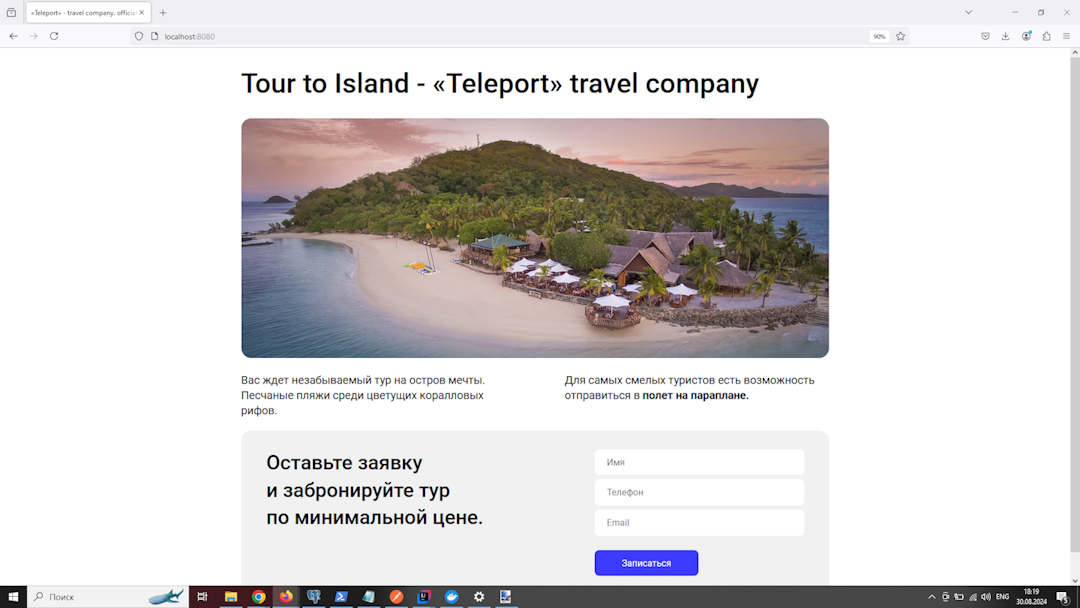 «Teleport» - travel company. officia
localhost:8080
90%
Tour to Island - «Teleport» travel company
Вас ждет незабываемый тур на остров мечты.
Песчаные пляжи среди цветущих коралловых
рифов.
Для самых смелых туристов есть возможность
отправиться в полет на параплане.
Оставьте заявку
и забронируйте тур
по минимальной цене.
Имя
Телефон
Email
Записаться
Поиск
ENG
18:19
30.08.2024
5